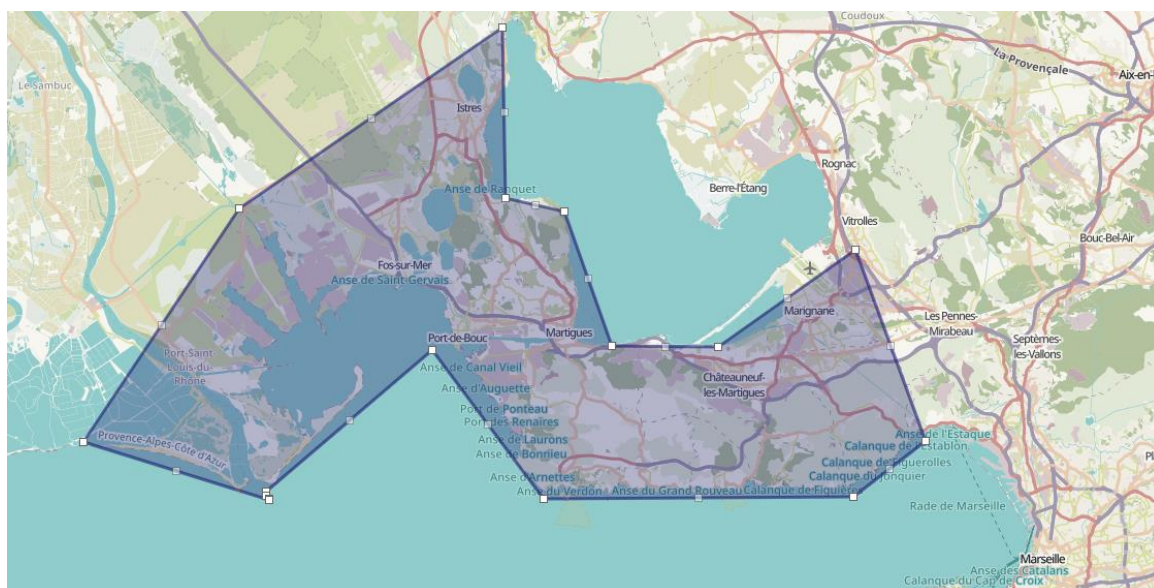 Coudoux
La Provençale
Aix-en-
Le Sambuc
Istres
Rognac
Berre-l'Étang
Anse de Ranquet
Vitrolles
Bouc-Bel-Air
Fos-sur-Mer
Anse de Saint-Gervais
Marignane
Les Pennes-
Mirabeau
Septèmes-
les-Vallons
Port-de-Bouc
Martigues
Port-Saint
Louis-du-
Rhône
Anse de Canal Vieil
Châteauneuf-
les-Martigues
Anse d'Auguette
Port de Ponteau
Port des Renaires
Provence-Alpes-Côte d'Azur
Anse de Laurons
Anse de Bonnieu
Anse de l'Estaque
Calanque de l'Establon
Calanque de Figuerolles
Calanque du Jonquier
Anse d'Arnettes
Anse du Verdon
Anse du Grand Rouveau
Calanque de Figuières
Rade de Marseille
Marseille
Anse des Catalans
Calanque du Cap de Croix